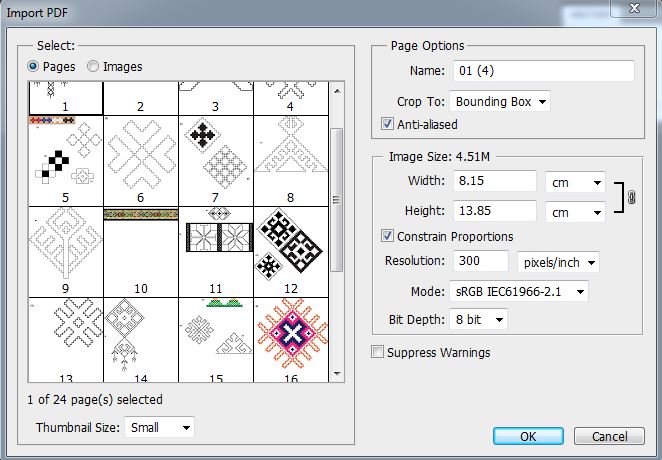 Import PDF
Select:
Pages Images
1 2 3 4
5 6 7 8
9 10 11 12
13 14 15 16
1 of 24 page(s) selected
Thumbnail Size: Small
Page Options
Name: 01 (4)
Crop To: Bounding Box
Anti-aliased
Image Size: 4.51M
Width: 8.15 cm
Height: 13.85 cm
Constrain Proportions
Resolution: 300 pixels/inch
Mode: sRGB IEC61966-2.1
Bit Depth: 8 bit
Suppress Warnings
OK Cancel